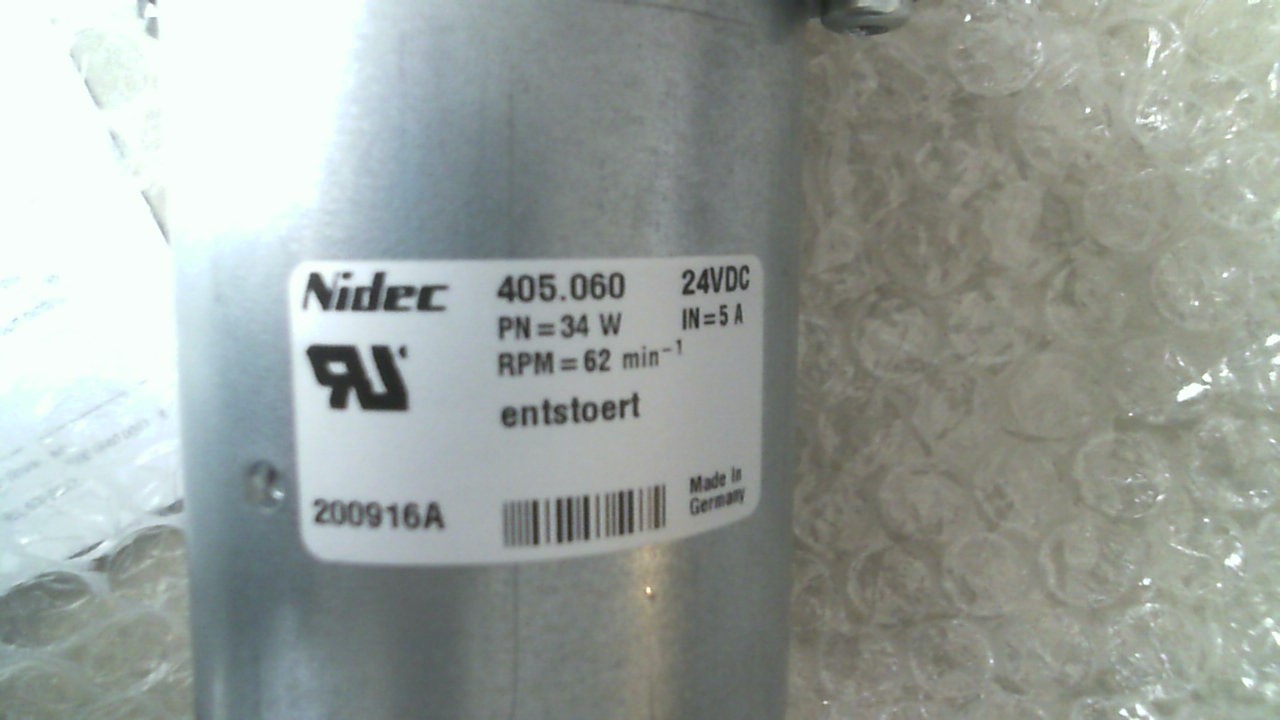 Nidec 405.060 24VDC
PN = 34 W IN = 5 A
RPM = 62 min⁻¹
entstoert
200916A
Made in
Germany